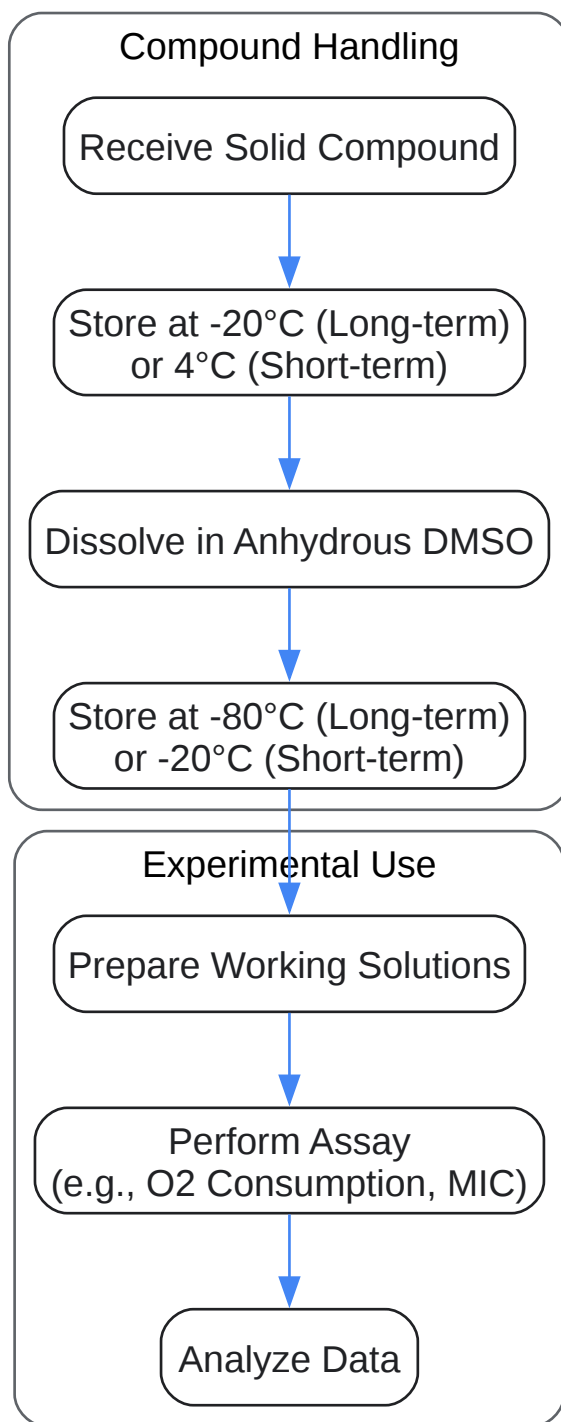 Compound Handling
Receive Solid Compound
Store at -20°C (Long-term)
or 4°C (Short-term)
Dissolve in Anhydrous DMSO
Store at -80°C (Long-term)
or -20°C (Short-term)
Experimental Use
Prepare Working Solutions
Perform Assay
(e.g., O2 Consumption, MIC)
Analyze Data